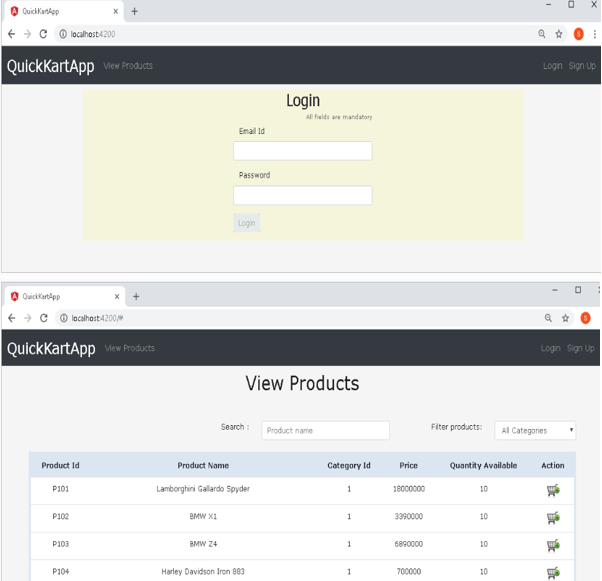 QuickKartApp
localhost:4200
QuickKartApp View Products Login Sign Up
Login
All fields are mandatory
Email Id
Password
Login
QuickKartApp
localhost:4200/#
QuickKartApp View Products Login Sign Up
View Products
Search : Product name Filter products: All Categories
Product Id Product Name Category Id Price Quantity Available Action
P101 Lamborghini Gallardo Spyder 1 18000000 10
P102 BMW X1 1 3390000 10
P103 BMW Z4 1 6890000 10
P104 Harley Davidson Iron 883 1 700000 10